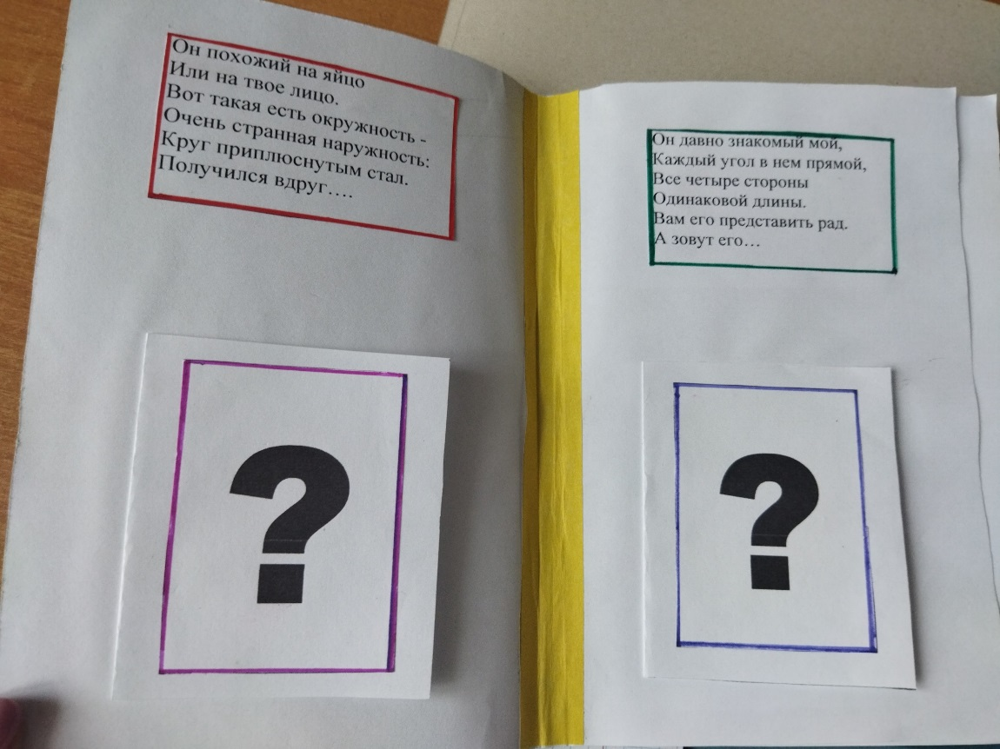 Он похожий на яйцо
Или на твое лицо.
Вот такая есть окружность -
Очень странная наружность:
Круг приплюснутым стал.
Получился вдруг….
?
Он давно знакомый мой,
Каждый угол в нем прямой,
Все четыре стороны
Одинаковой длины.
Вам его представить рад.
А зовут его…
?